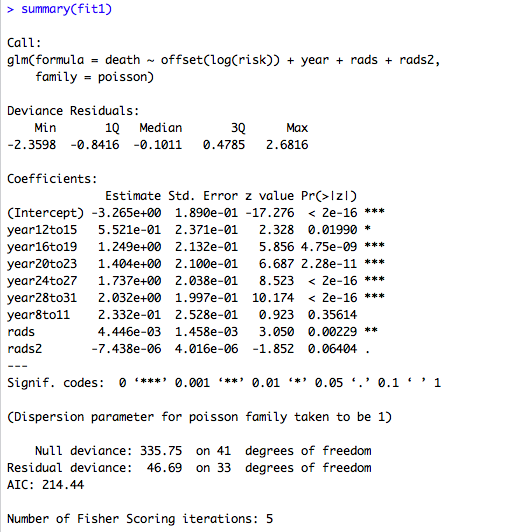 > summary(fit1)
Call:
glm(formula = death ~ offset(log(risk)) + year + rads + rads2,
family = poisson)
Deviance Residuals:
Min 1Q Median 3Q Max
-2.3598 -0.8416 -0.1011 0.4785 2.6816
Coefficients:
Estimate Std. Error z value Pr(>|z|)
(Intercept) -3.265e+00 1.890e-01 -17.276 < 2e-16 ***
year12to15 5.521e-01 2.371e-01 2.328 0.01990 *
year16to19 1.249e+00 2.132e-01 5.856 4.75e-09 ***
year20to23 1.404e+00 2.100e-01 6.687 2.28e-11 ***
year24to27 1.737e+00 2.038e-01 8.523 < 2e-16 ***
year28to31 2.032e+00 1.997e-01 10.174 < 2e-16 ***
year8to11 2.332e-01 2.528e-01 0.923 0.35614
rads 4.446e-03 1.458e-03 3.050 0.00229 **
rads2 -7.438e-06 4.016e-06 -1.852 0.06404 .
---
Signif. codes: 0 ‘***’ 0.001 ‘**’ 0.01 ‘*’ 0.05 ‘.’ 0.1 ‘ ’ 1
(Dispersion parameter for poisson family taken to be 1)
Null deviance: 335.75 on 41 degrees of freedom
Residual deviance: 46.69 on 33 degrees of freedom
AIC: 214.44
Number of Fisher Scoring iterations: 5